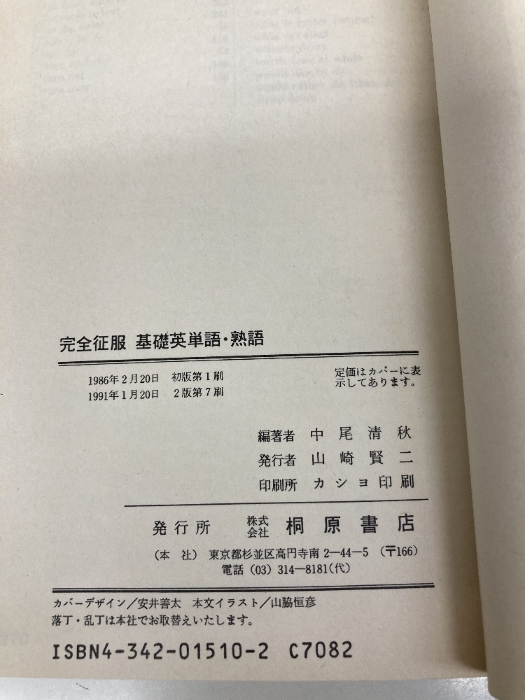 完全征服 基礎英単語・熟語
1986年2月20日 初版第1刷
1991年1月20日 2版第7刷
定価はカバーに表
示してあります。
編著者 中尾清秋
発行者 山崎賢二
印刷所 カショ印刷
発行所 株式会社 桐原書店
(本社) 東京都杉並区高円寺南2-44-5 (〒166)
電話(03)314-8181(代)
カバーデザイン/安井善太 本文イラスト/山脇恒彦
落丁・乱丁は本社でお取替えいたします。
ISBN4-342-01510-2 C7082